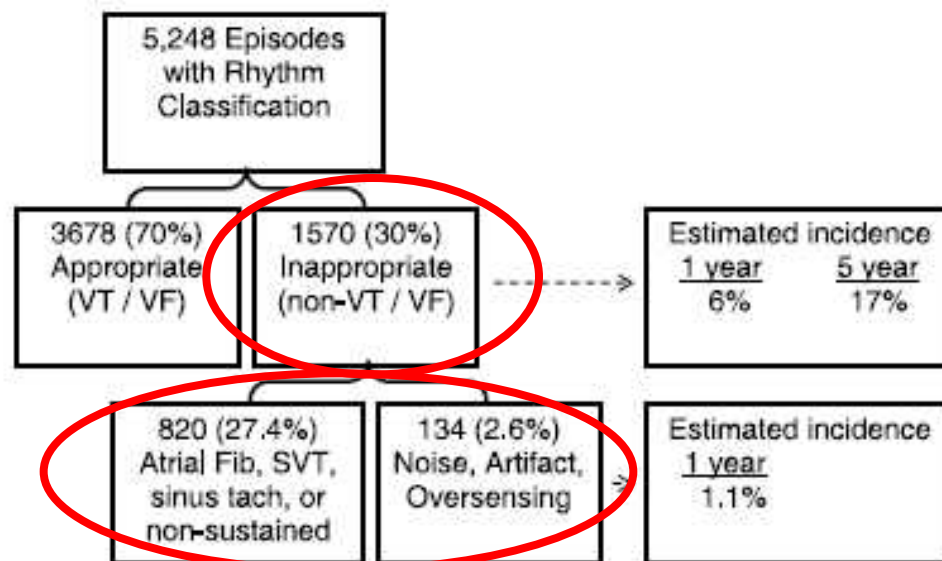 5,248 Episodes
with Rhythm
Classification
3678 (70%)
Appropriate
(VT / VF)
1570 (30%)
Inappropriate
(non-VT / VF)
Estimated incidence
1 year 5 year
6% 17%
820 (27.4%)
Atrial Fib, SVT,
sinus tach, or
non-sustained
134 (2.6%)
Noise, Artifact,
Oversensing
Estimated incidence
1 year
1.1%